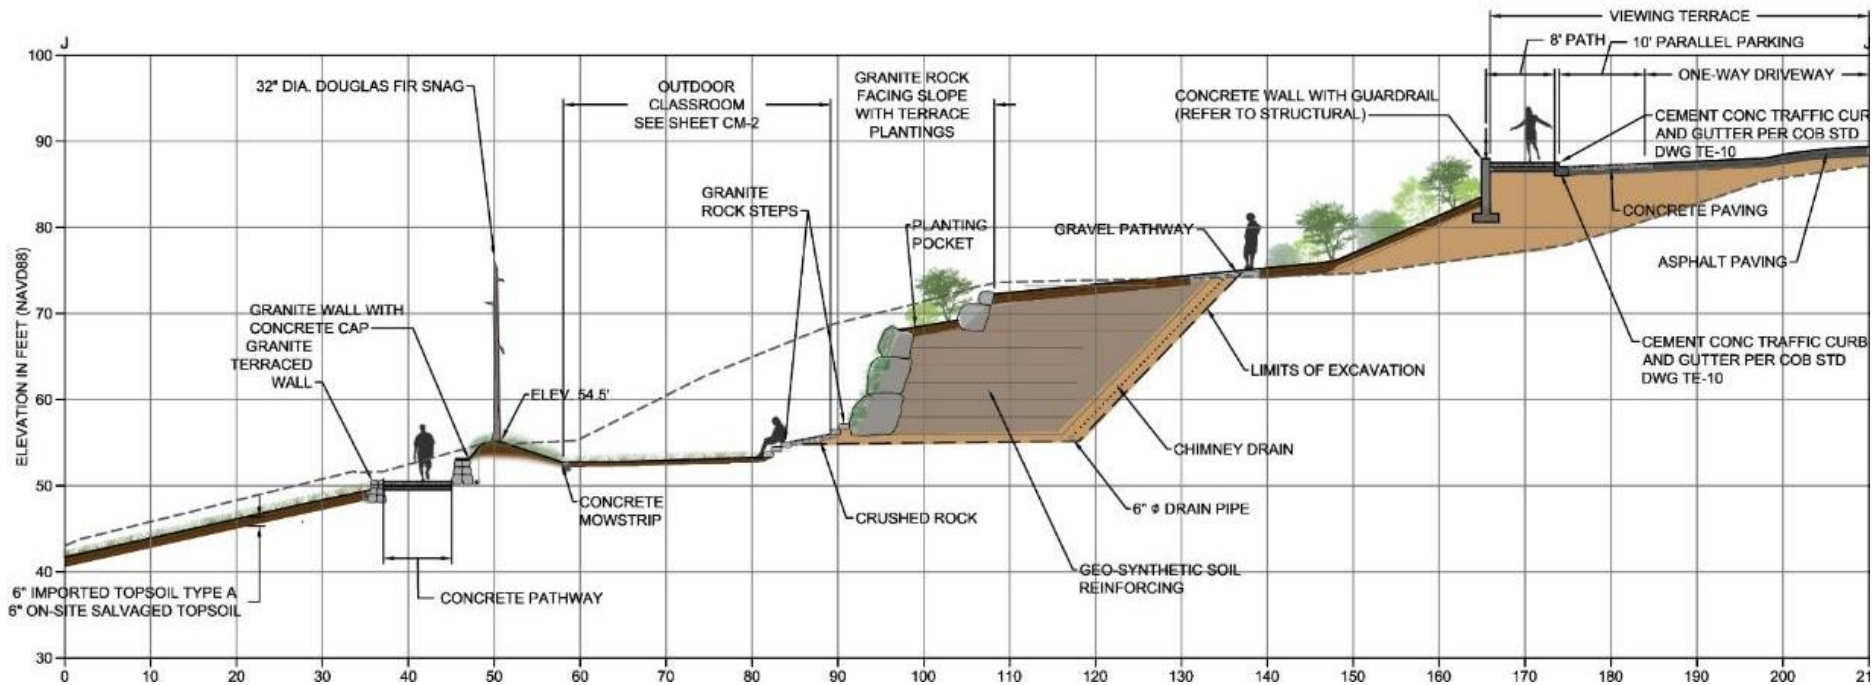 VIEWING TERRACE
8' PATH
10' PARALLEL PARKING
ONE-WAY DRIVEWAY
J
32" DIA. DOUGLAS FIR SNAG
OUTDOOR
CLASSROOM
SEE SHEET CM-2
GRANITE ROCK
FACING SLOPE
WITH TERRACE
PLANTINGS
CONCRETE WALL WITH GUARDRAIL
(REFER TO STRUCTURAL)
CEMENT CONC TRAFFIC CUR
AND GUTTER PER COB STD
DWG TE-10
GRANITE
ROCK STEPS
PLANTING
POCKET
GRAVEL PATHWAY
CONCRETE PAVING
ASPHALT PAVING
GRANITE WALL WITH
CONCRETE CAP
GRANITE
TERRACED
WALL
ELEV. 54.5'
LIMITS OF EXCAVATION
CEMENT CONC TRAFFIC CURB
AND GUTTER PER COB STD
DWG TE-10
CHIMNEY DRAIN
CONCRETE
MOWSTRIP
CRUSHED ROCK
6" ø DRAIN PIPE
GEO-SYNTHETIC SOIL
REINFORCING
6" IMPORTED TOPSOIL TYPE A
6" ON-SITE SALVAGED TOPSOIL
CONCRETE PATHWAY
ELEVATION IN FEET (NAVD88)
100
90
80
70
60
50
40
30
0 10 20 30 40 50 60 70 80 90 100 110 120 130 140 150 160 170 180 190 200 21